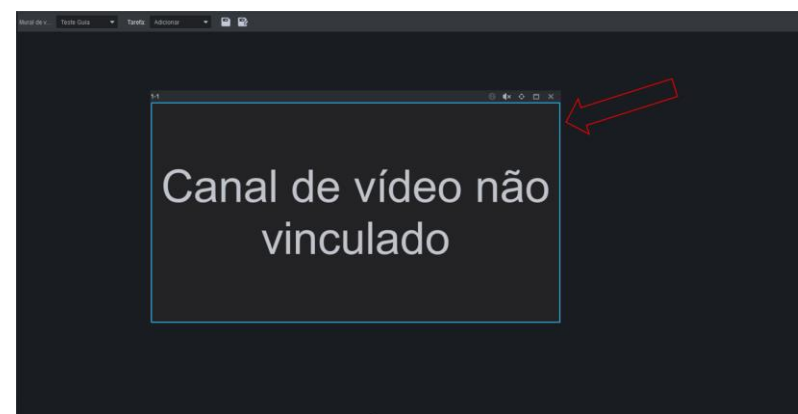 Mural de v... Teste Guia Tarefa: Adicionar
1-1
Canal de vídeo não
vinculado